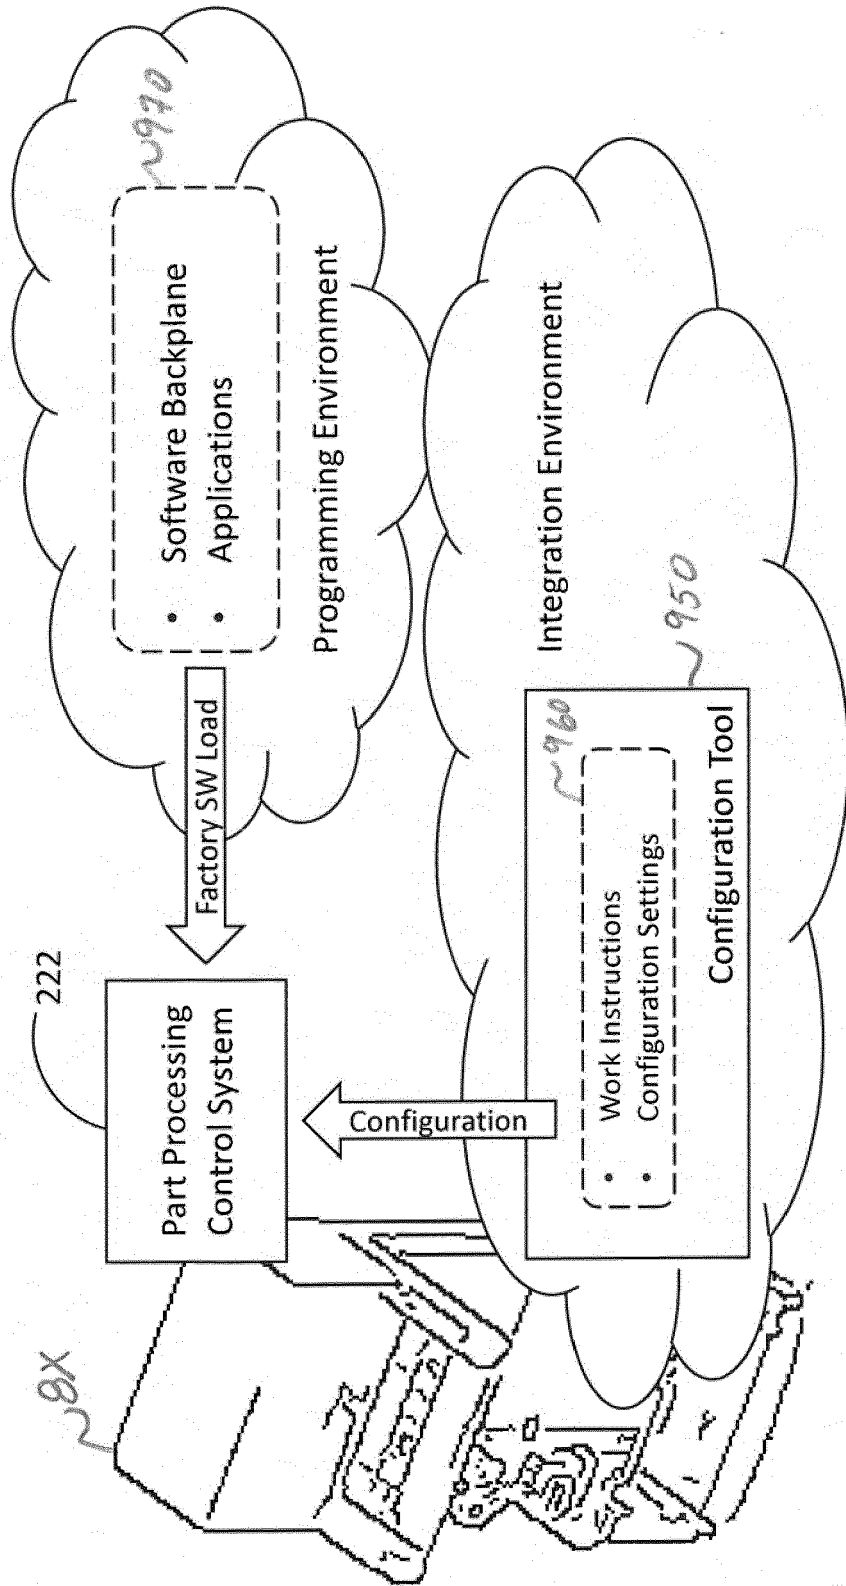 8X
222
Part Processing
Control System
Factory SW Load
970
• Software Backplane
• Applications
Programming Environment
Configuration
Integration Environment
960
950
• Work Instructions
• Configuration Settings
Configuration Tool